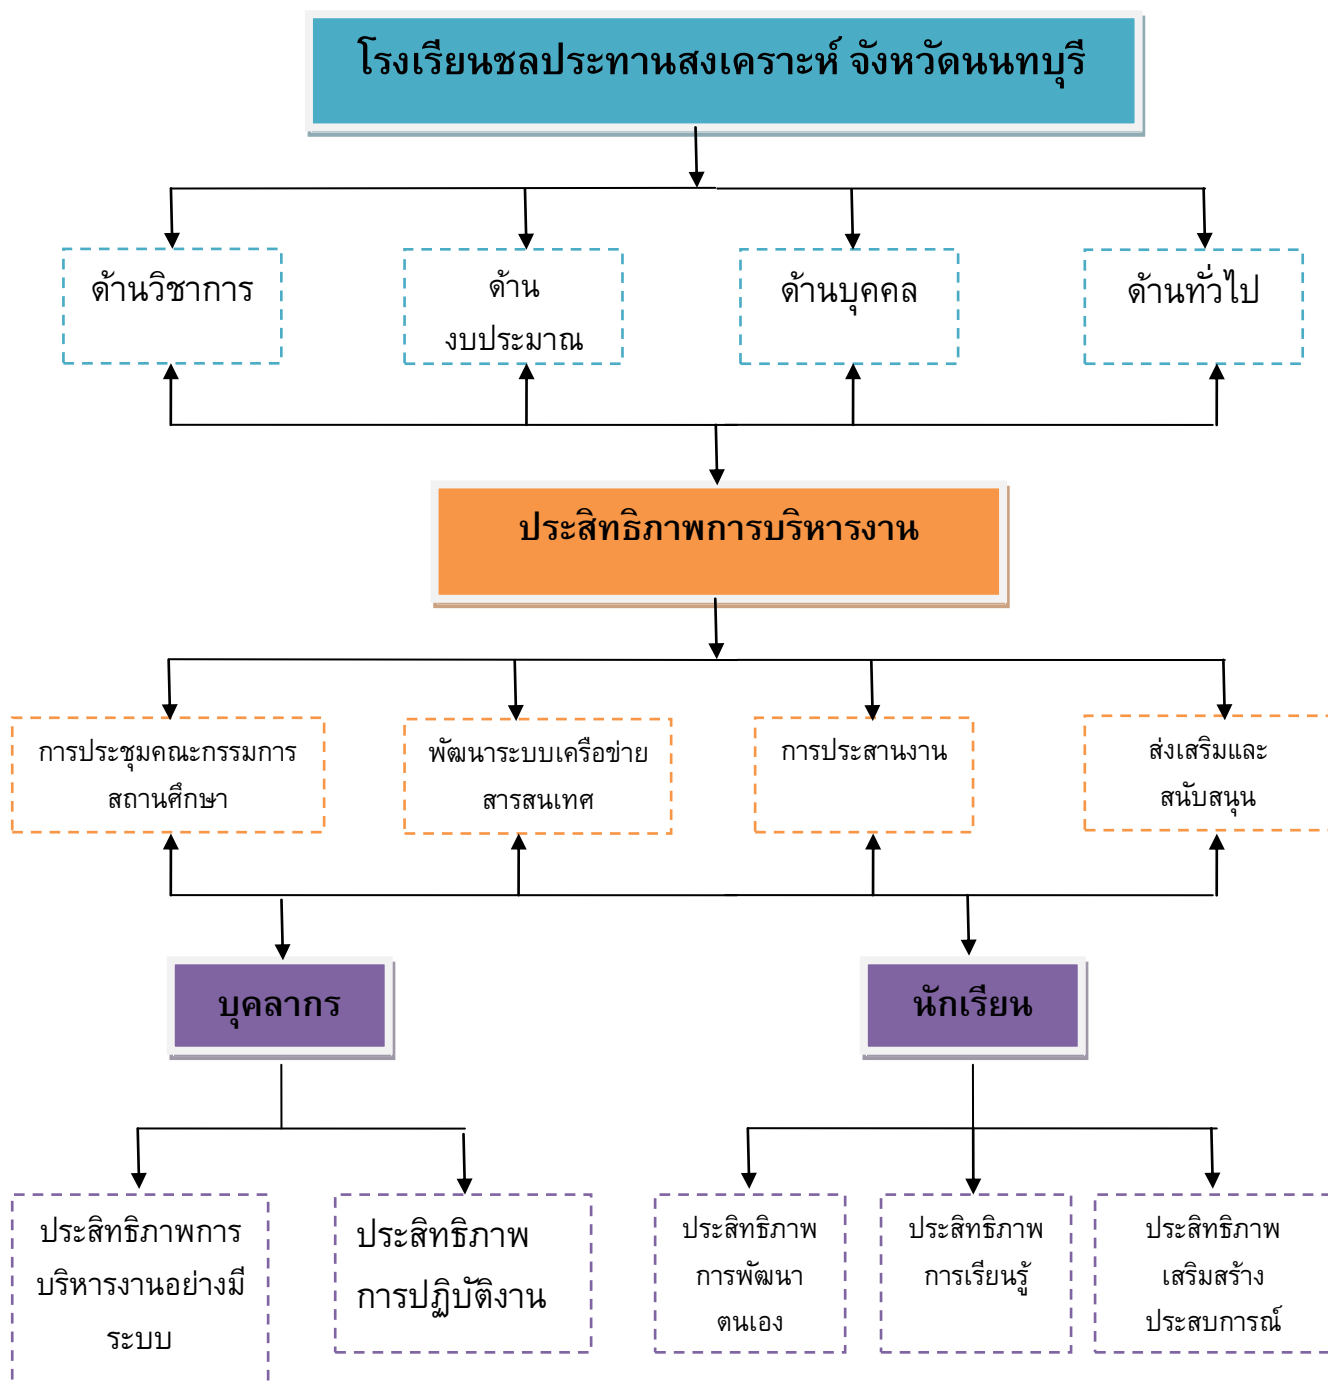 โรงเรียนชลประทานสงเคราะห์ จังหวัดนนทบุรี
ด้านวิชาการ
ด้าน
งบประมาณ
ด้านบุคคล
ด้านทั่วไป
ประสิทธิภาพการบริหารงาน
การประชุมคณะกรรมการ
สถานศึกษา
พัฒนาระบบเครือข่าย
สารสนเทศ
การประสานงาน
ส่งเสริมและ
สนับสนุน
บุคลากร
นักเรียน
ประสิทธิภาพการ
บริหารงานอย่างมี
ระบบ
ประสิทธิภาพ
การปฏิบัติงาน
ประสิทธิภาพ
การพัฒนา
ตนเอง
ประสิทธิภาพ
การเรียนรู้
ประสิทธิภาพ
เสริมสร้าง
ประสบการณ์